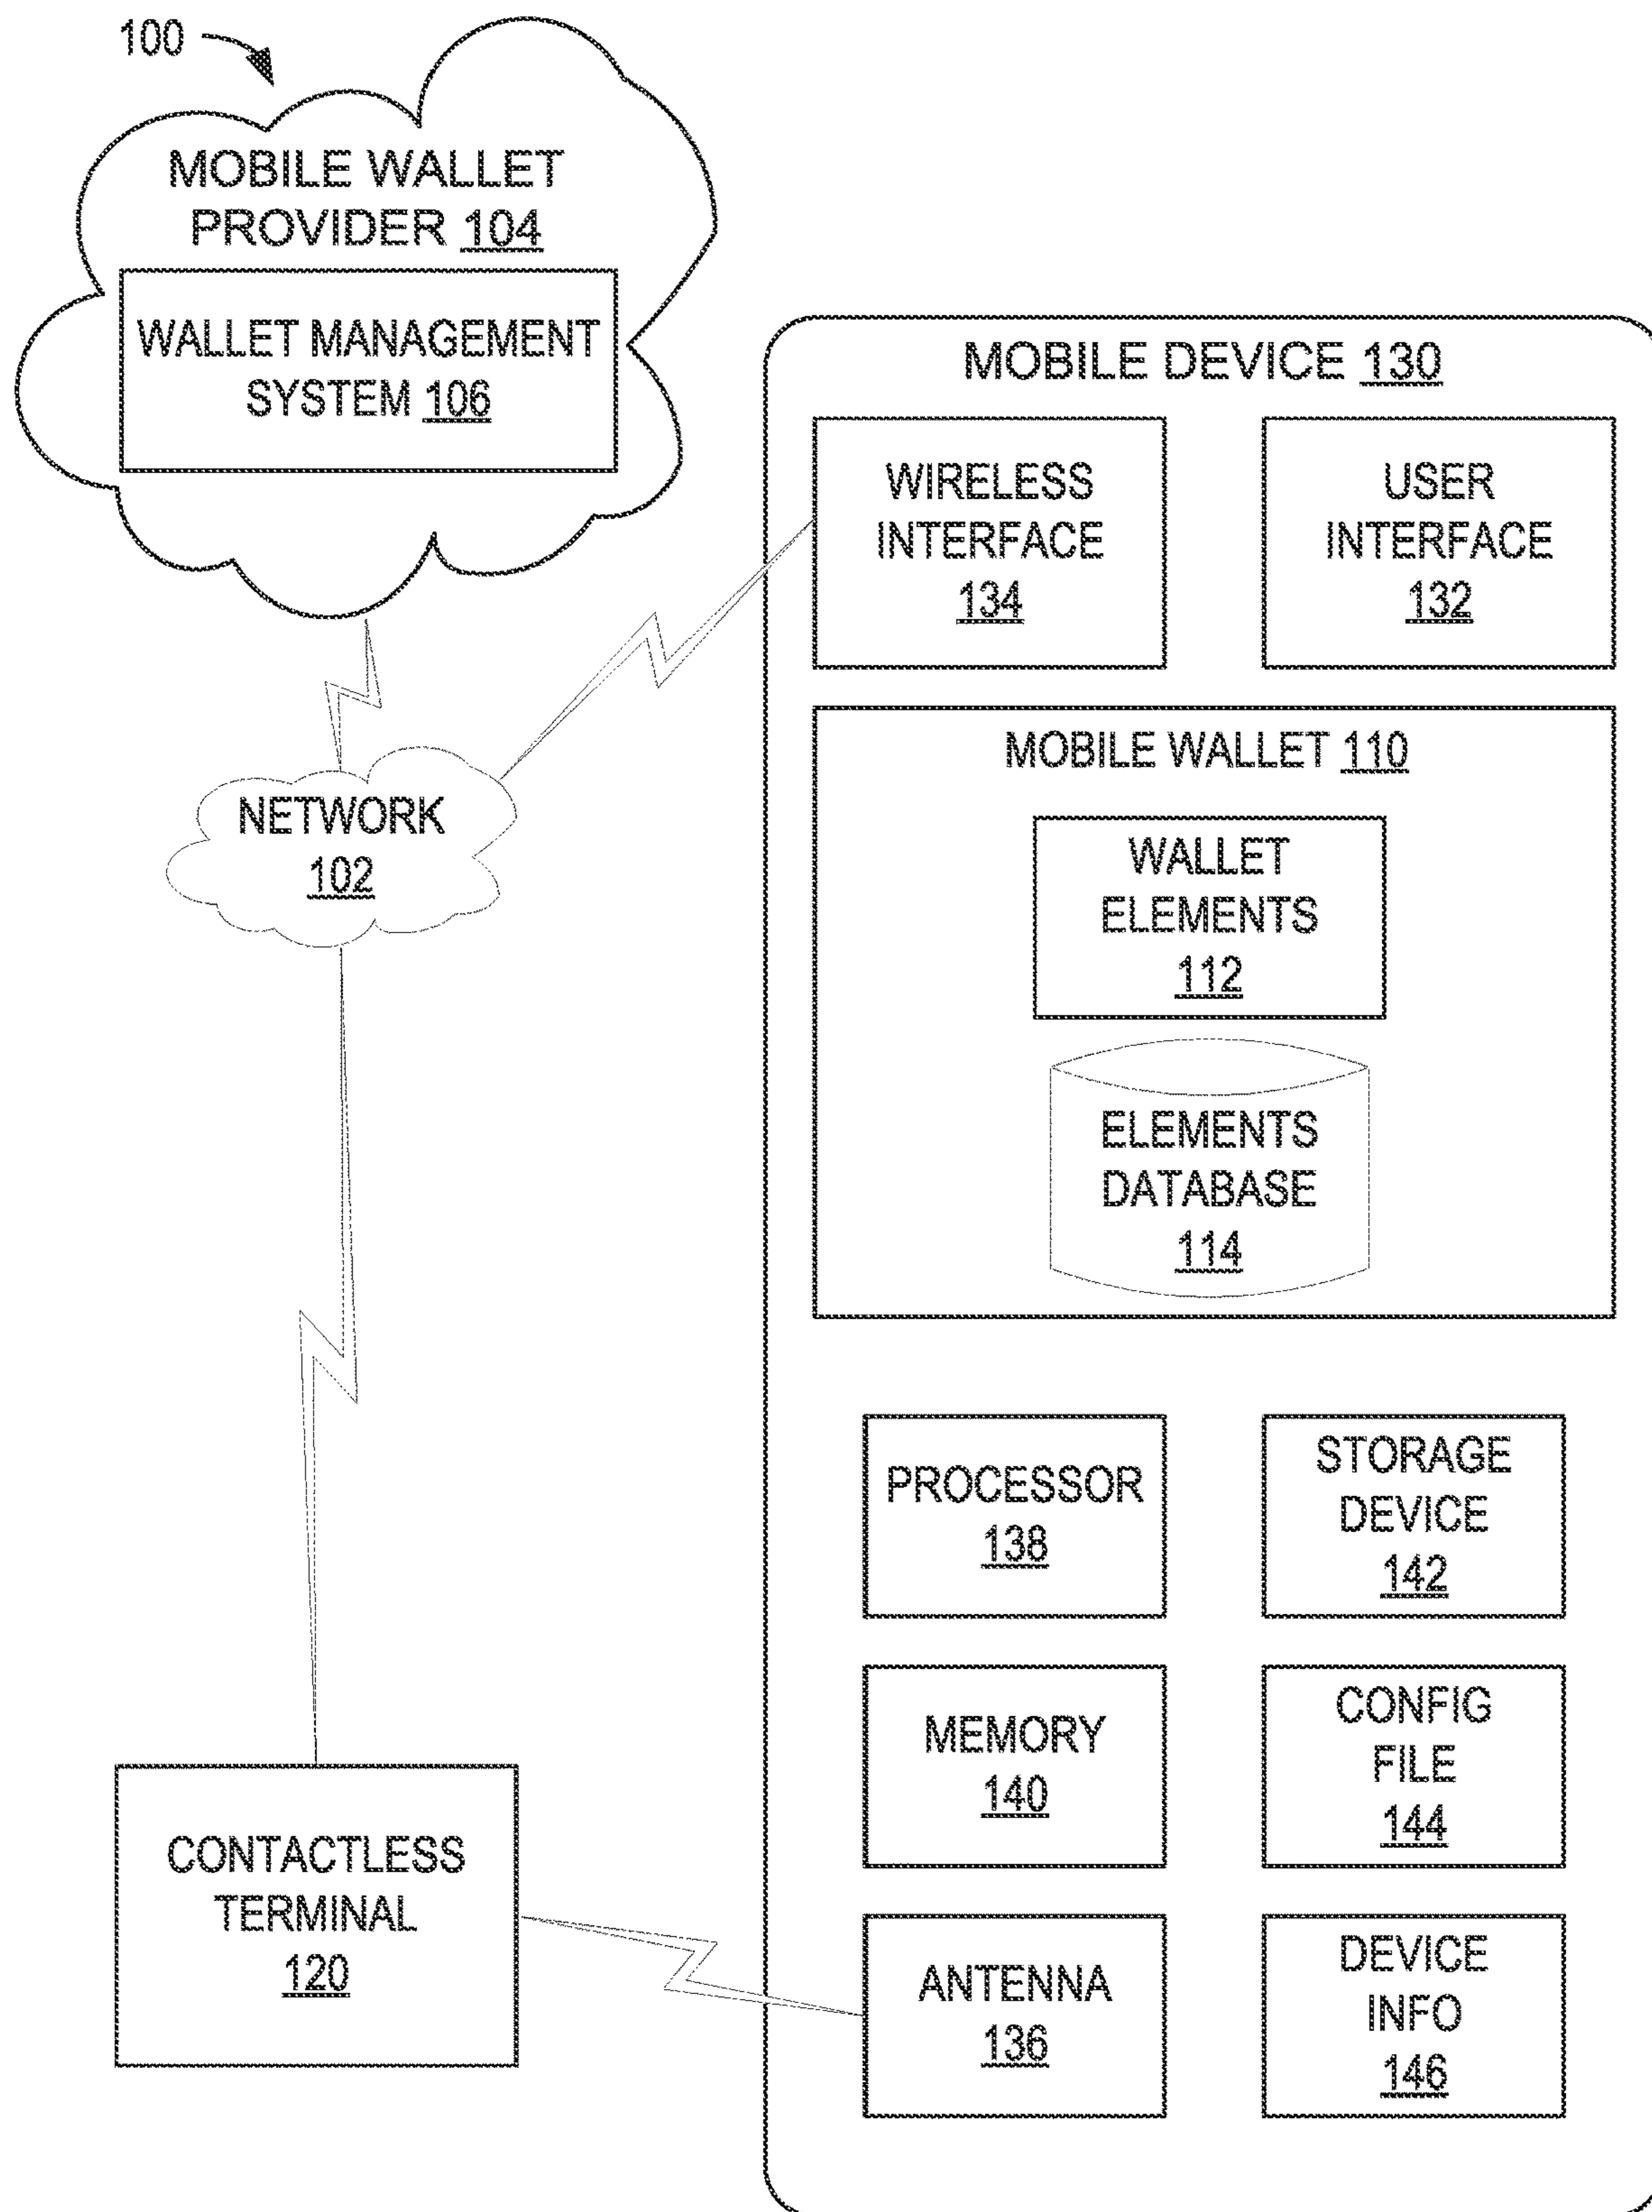 100
MOBILE WALLET
PROVIDER 104
WALLET MANAGEMENT
SYSTEM 106
MOBILE DEVICE 130
WIRELESS
INTERFACE
134
USER
INTERFACE
132
NETWORK
102
MOBILE WALLET 110
WALLET
ELEMENTS
112
ELEMENTS
DATABASE
114
PROCESSOR
138
STORAGE
DEVICE
142
MEMORY
140
CONFIG
FILE
144
CONTACTLESS
TERMINAL
120
ANTENNA
136
DEVICE
INFO
146